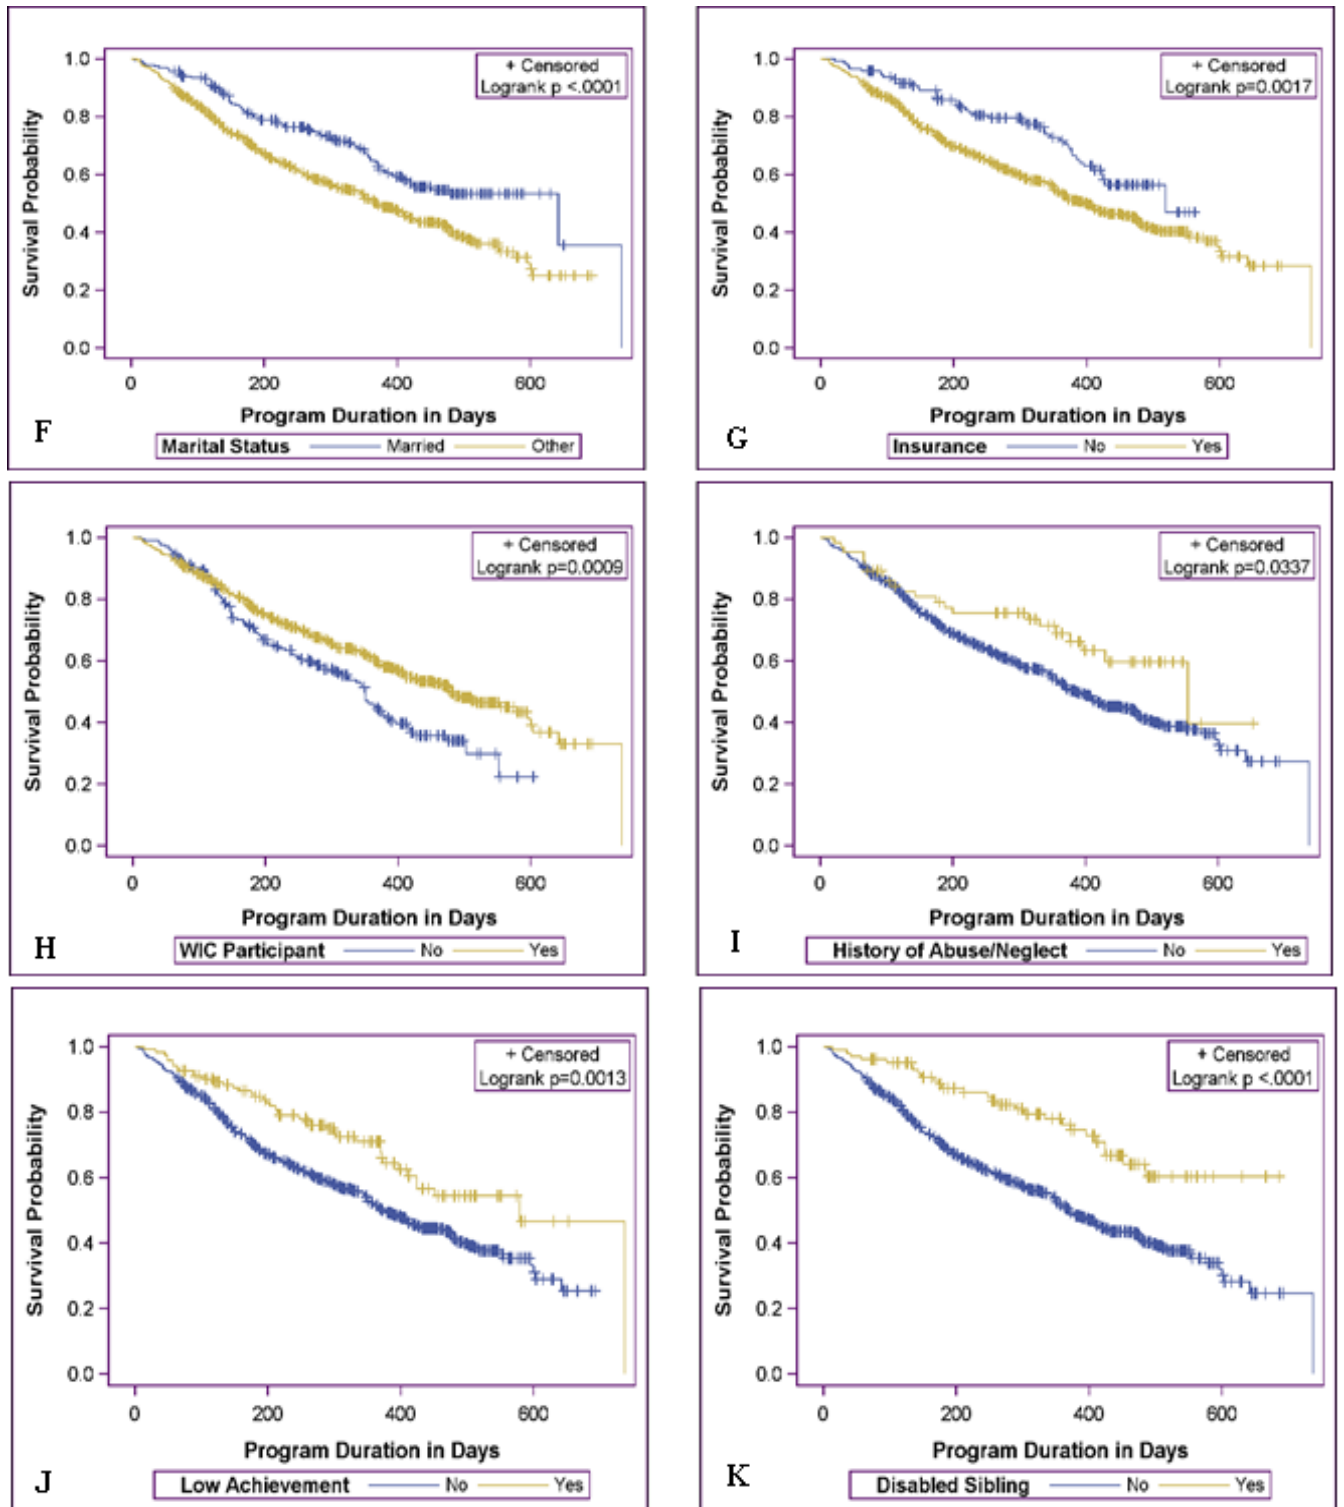 + Censored
Logrank p <.0001
1.0
0.8
0.6
0.4
0.2
0.0
Survival Probability
0 200 400 600
Program Duration in Days
F
Marital Status Married Other
+ Censored
Logrank p=0.0017
1.0
0.8
0.6
0.4
0.2
0.0
Survival Probability
0 200 400 600
Program Duration in Days
G
Insurance No Yes
+ Censored
Logrank p=0.0009
1.0
0.8
0.6
0.4
0.2
0.0
Survival Probability
0 200 400 600
Program Duration in Days
H
WIC Participant No Yes
+ Censored
Logrank p=0.0337
1.0
0.8
0.6
0.4
0.2
0.0
Survival Probability
0 200 400 600
Program Duration in Days
I
History of Abuse/Neglect No Yes
+ Censored
Logrank p=0.0013
1.0
0.8
0.6
0.4
0.2
0.0
Survival Probability
0 200 400 600
Program Duration in Days
J
Low Achievement No Yes
+ Censored
Logrank p <.0001
1.0
0.8
0.6
0.4
0.2
0.0
Survival Probability
0 200 400 600
Program Duration in Days
K
Disabled Sibling No Yes